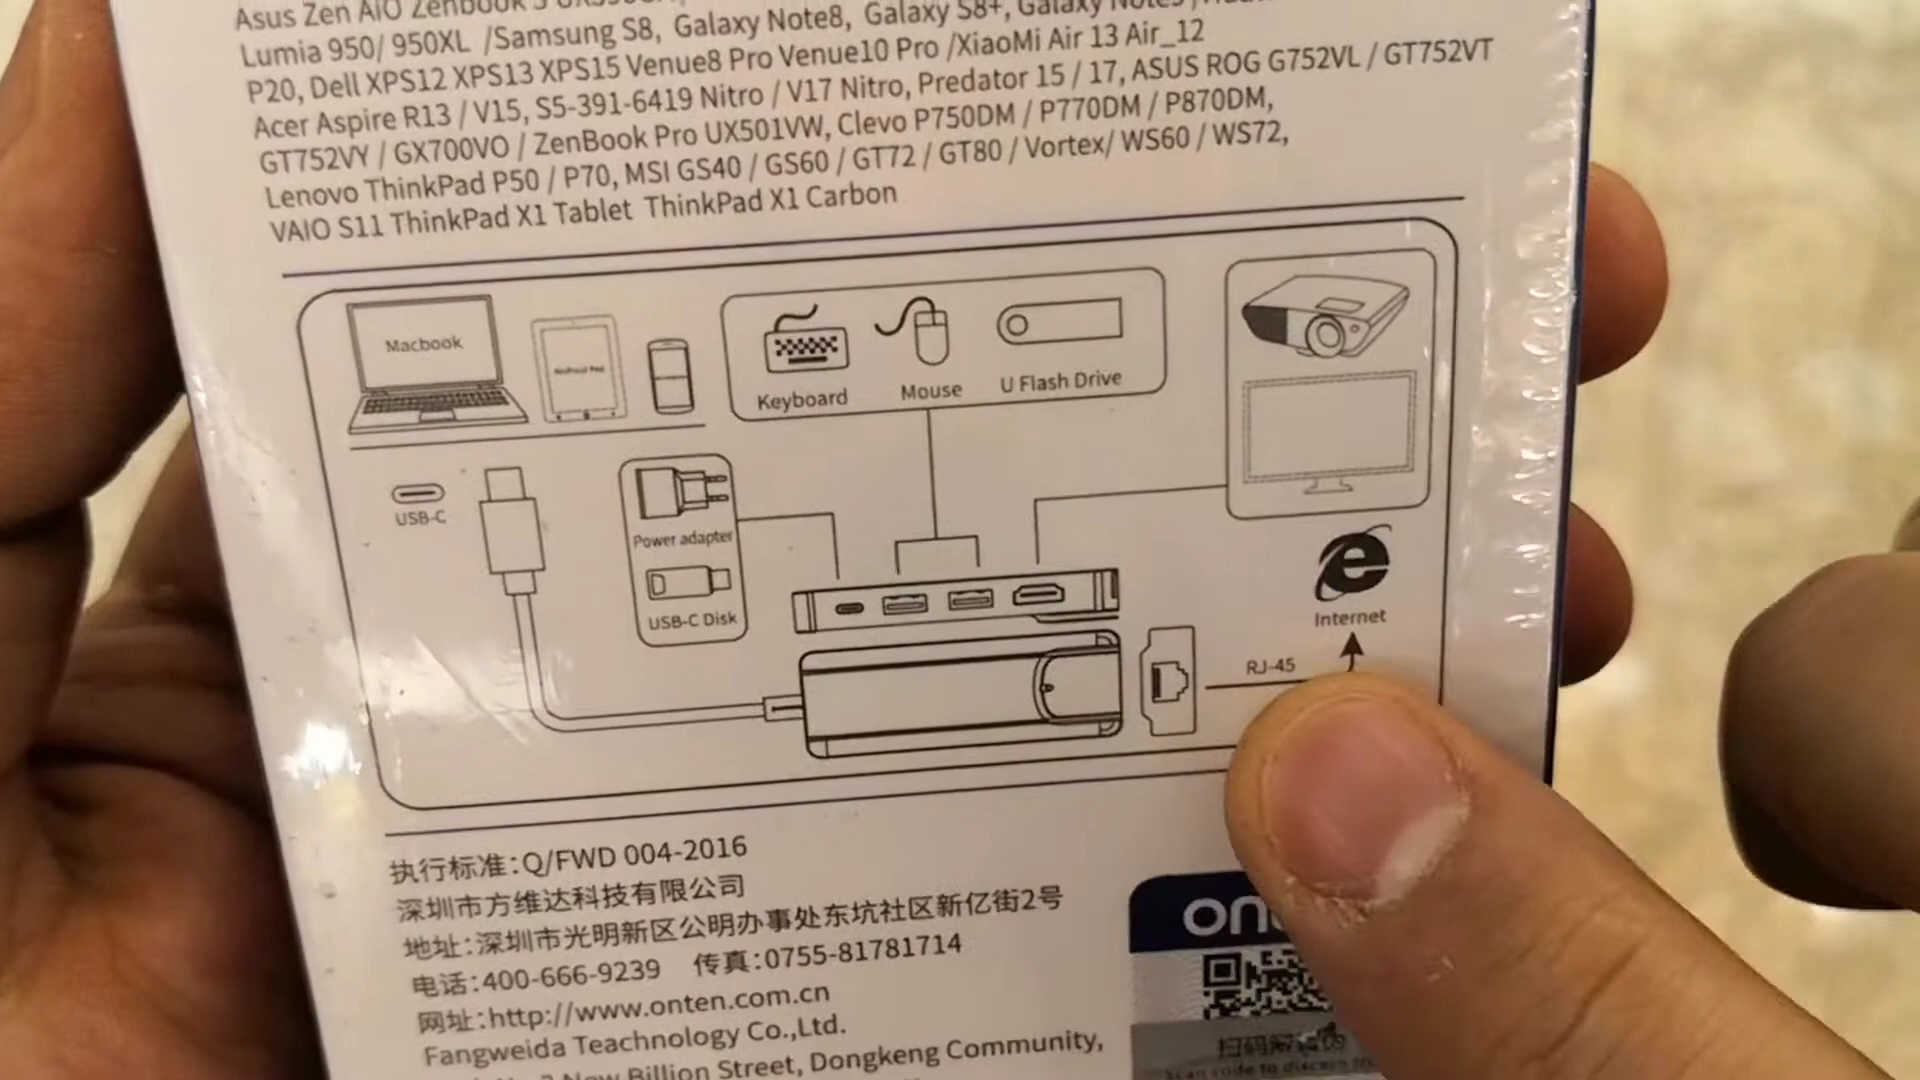 Asus Zen AiO Zenbook 3
Lumia 950/ 950XL /Samsung S8, Galaxy Note8, Galaxy S8+, Galaxy
P20, Dell XPS12 XPS13 XPS15 Venue8 Pro Venue10 Pro /XiaoMi Air 13 Air_12
Acer Aspire R13 / V15, S5-391-6419 Nitro / V17 Nitro, Predator 15 / 17, ASUS ROG G752VL / GT752VT
GT752VY / GX700VO / ZenBook Pro UX501VW, Clevo P750DM / P770DM / P870DM,
Lenovo ThinkPad P50 / P70, MSI GS40 / GS60 / GT72 / GT80 / Vortex/ WS60 / WS72,
VAIO S11 ThinkPad X1 Tablet ThinkPad X1 Carbon
Macbook
Keyboard
Mouse
U Flash Drive
USB-C
Power adapter
USB-C Disk
Internet
RJ-45
执行标准:Q/FWD 004-2016
深圳市方维达科技有限公司
地址:深圳市光明新区公明办事处东坑社区新亿街2号
电话:400-666-9239 传真:0755-81781714
网址:http://www.onten.com.cn
Fangweida Teachnology Co.,Ltd.
New Billion Street, Dongkeng Community,
on
扫码
Scan code to